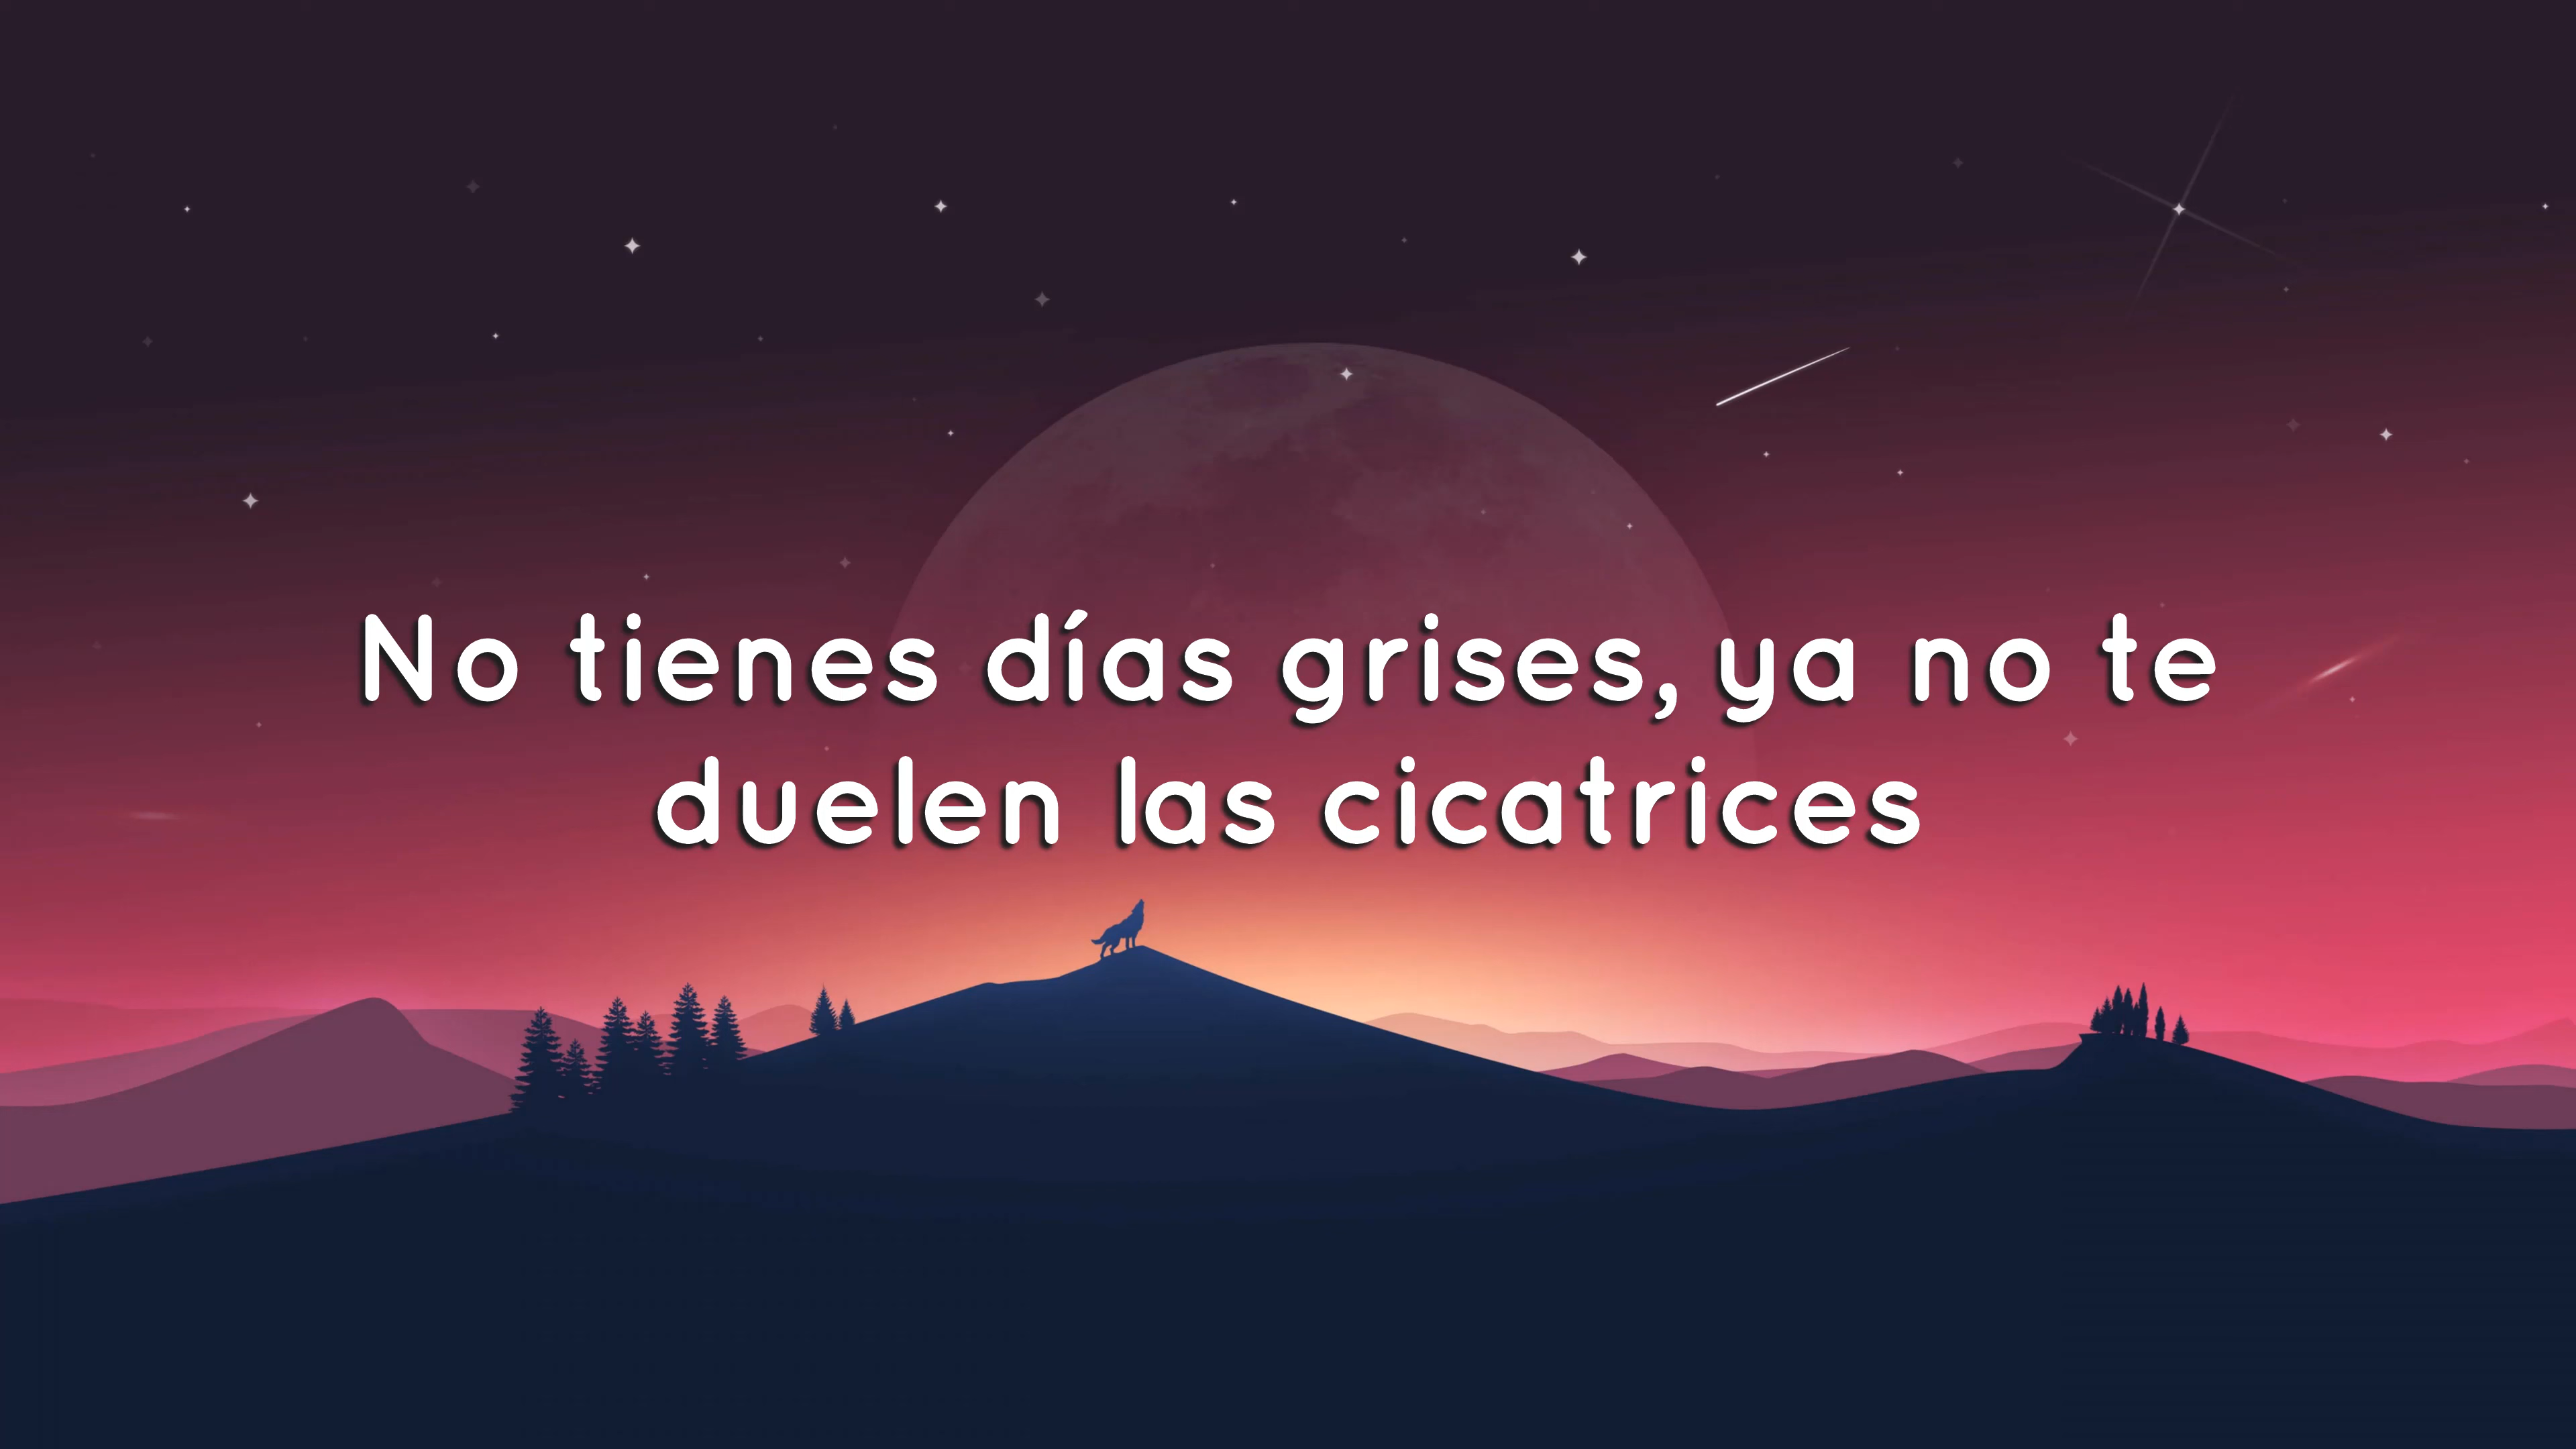 No tienes días grises, ya no te
duelen las cicatrices